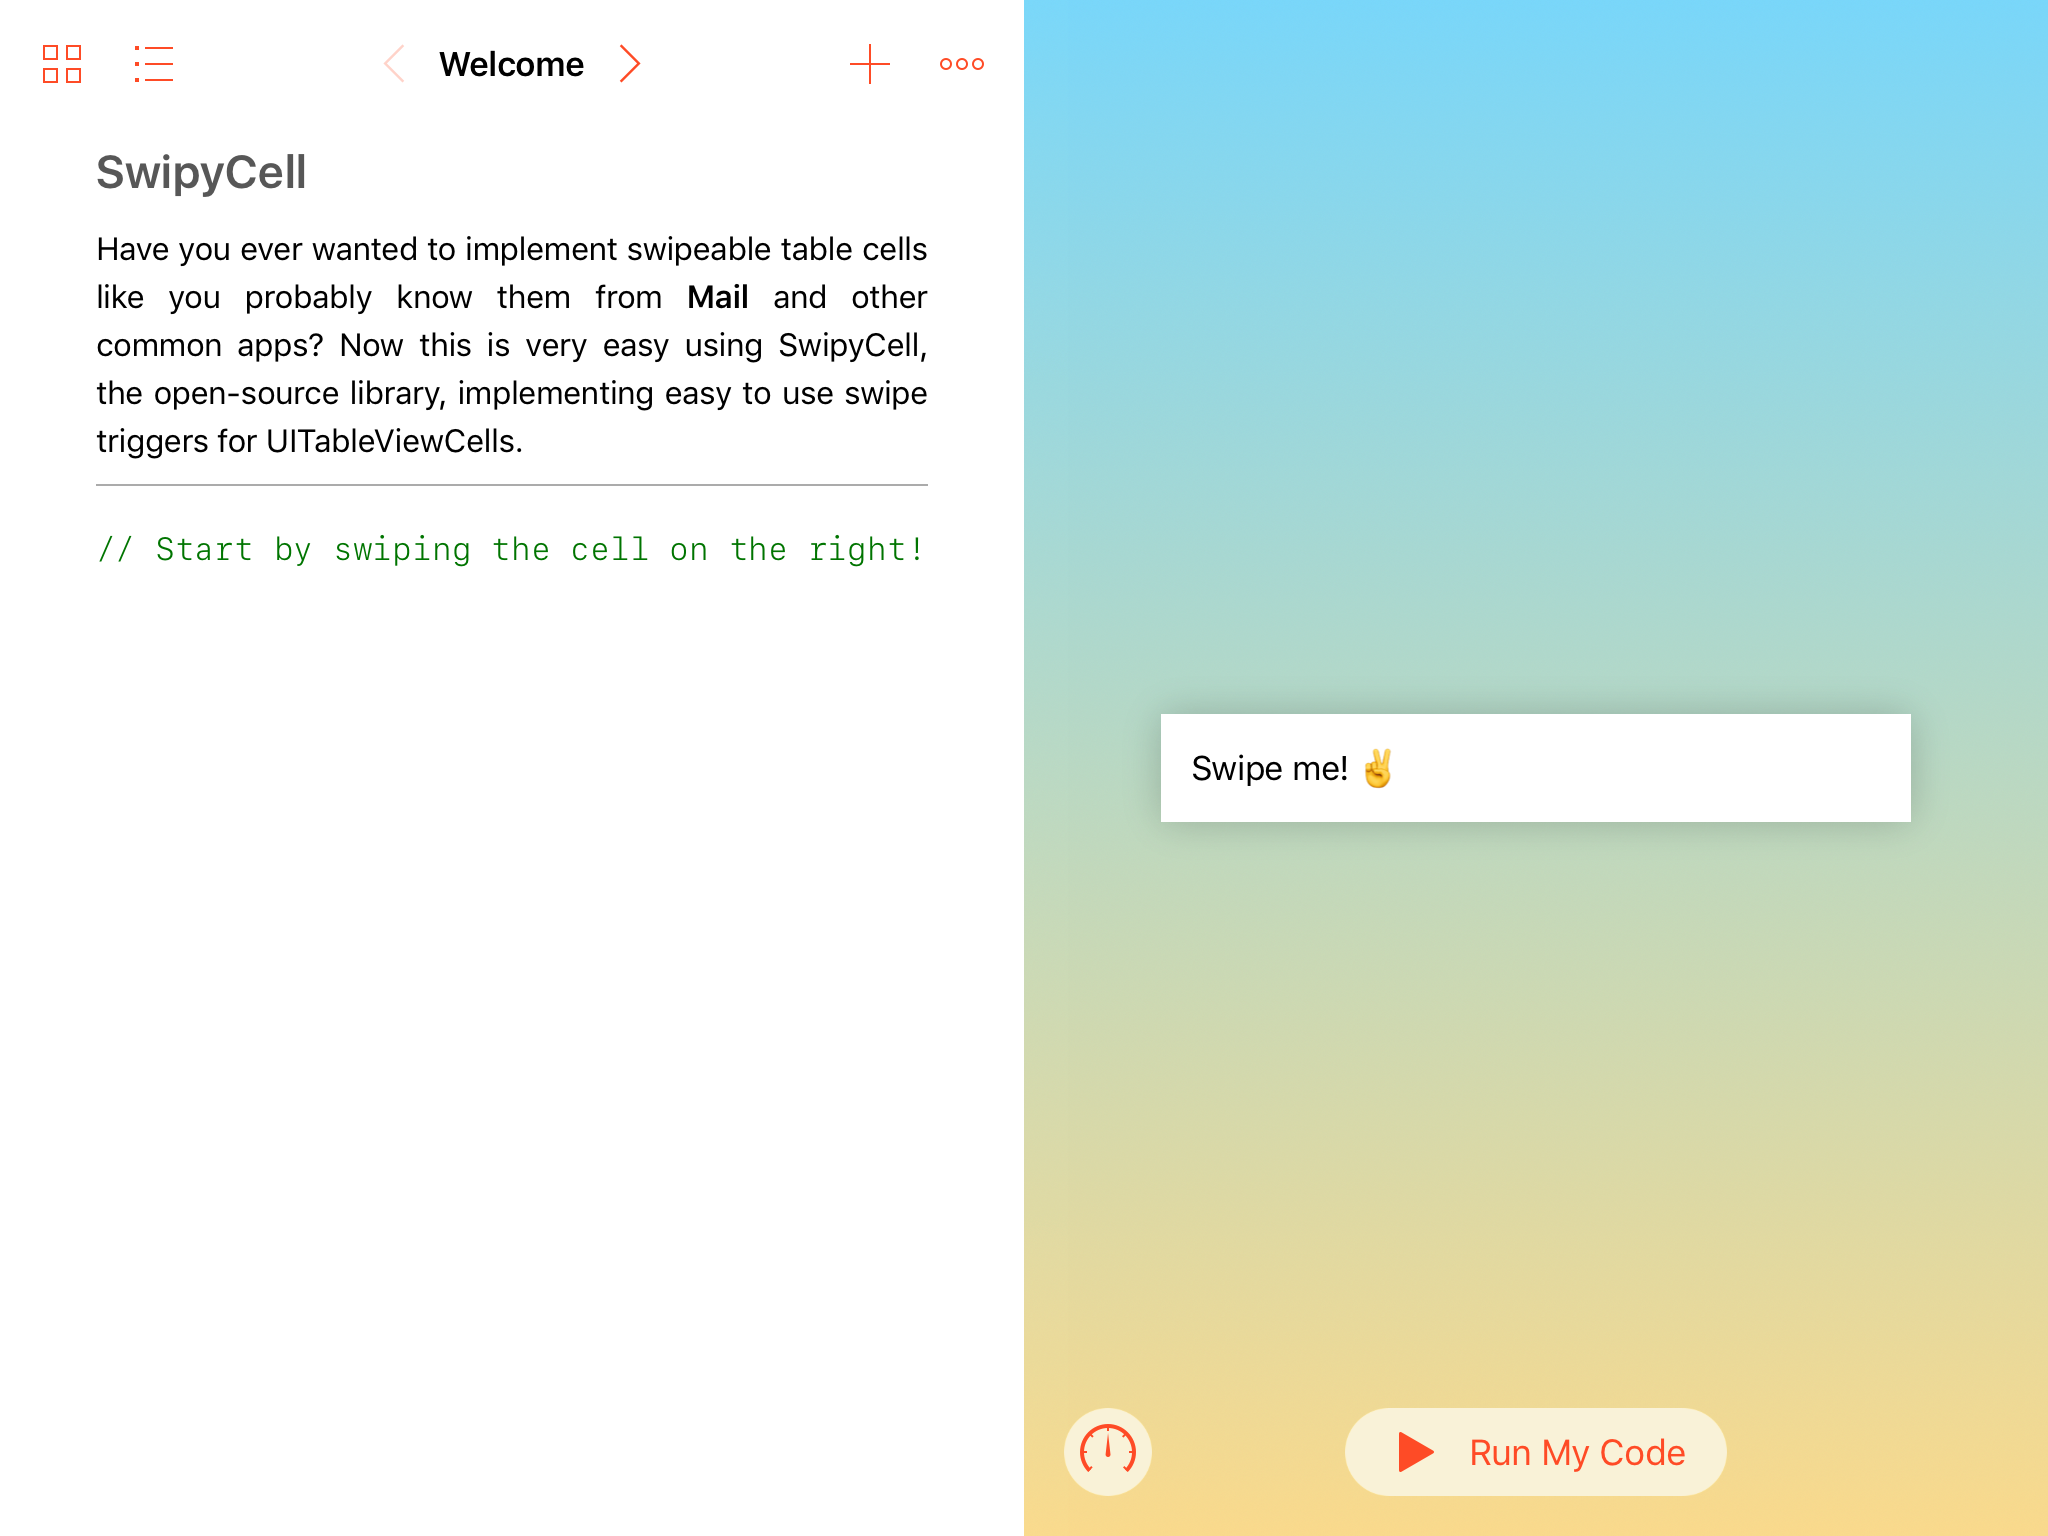 Welcome
SwipyCell
Have you ever wanted to implement swipeable table cells
like you probably know them from Mail and other
common apps? Now this is very easy using SwipyCell,
the open-source library, implementing easy to use swipe
triggers for UITableViewCells.
// Start by swiping the cell on the right!
Swipe me! ✌️
Run My Code